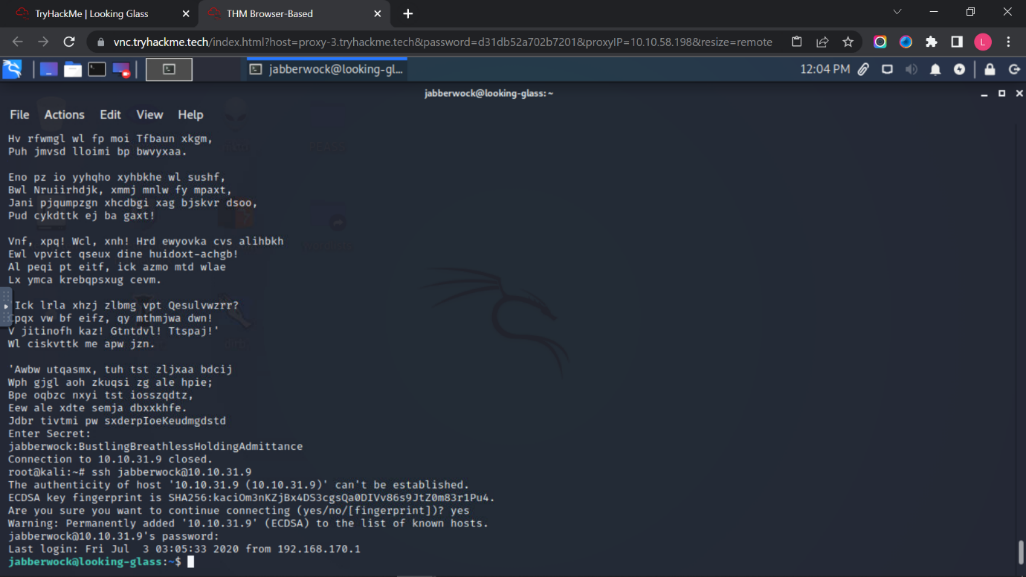 TryHackMe | Looking Glass
THM Browser-Based
vnc.tryhackme.tech/index.html?host=proxy-3.tryhackme.tech&password=d31db52a702b7201&proxyIP=10.10.58.198&resize=remote
L
jabberwock@looking-gl...
12:04 PM
jabberwock@looking-glass: ~
File Actions Edit View Help
Hv rfwmgl wl fp moi Tfbaun xkgm,
Puh jmvsd lloimi bp bwvyxaa.
Eno pz io yyhqho xyhbkhe wl sushf,
Bwl Nruiirhdjk, xmmj mnlw fy mpaxt,
Jani pjqumpzgn xhcdbgi xag bjskvr dsoo,
Pud cykdttk ej ba gaxt!
Vnf, xpq! Wcl, xnh! Hrd ewyovka cvs alihbkh
Ewl vpvict qseux dine huidoxt-achgb!
Al peqi pt eitf, ick azmo mtd wlae
Lx ymca krebqpsxug cevm.
Ick lrla xhzj zlbmg vpt Qesulvwzrr?
pqx vw bf eifz, qy mthmjwa dwn!
V jitinofh kaz! Gtntdvl! Ttspaj!'
Wl ciskvttk me apw jzn.
'Awbw utqasmx, tuh tst zljxaa bdcij
Wph gjgl aoh zkuqsi zg ale hpie;
Bpe oqbzc nxyi tst iosszqdtz,
Eew ale xdte semja dbxxkhfe.
Jdbr tivtmi pw sxderpIoeKeudmgdstd
Enter Secret:
jabberwock:BustlingBreathlessHoldingAdmittance
Connection to 10.10.31.9 closed.
root@kali:~# ssh jabberwock@10.10.31.9
The authenticity of host '10.10.31.9 (10.10.31.9)' can't be established.
ECDSA key fingerprint is SHA256:kaciOm3nKZjBx4DS3cgsQa0DIVv86s9JtZ0m83r1Pu4.
Are you sure you want to continue connecting (yes/no/[fingerprint])? yes
Warning: Permanently added '10.10.31.9' (ECDSA) to the list of known hosts.
jabberwock@10.10.31.9's password:
Last login: Fri Jul  3 03:05:33 2020 from 192.168.170.1
jabberwock@looking-glass:~$